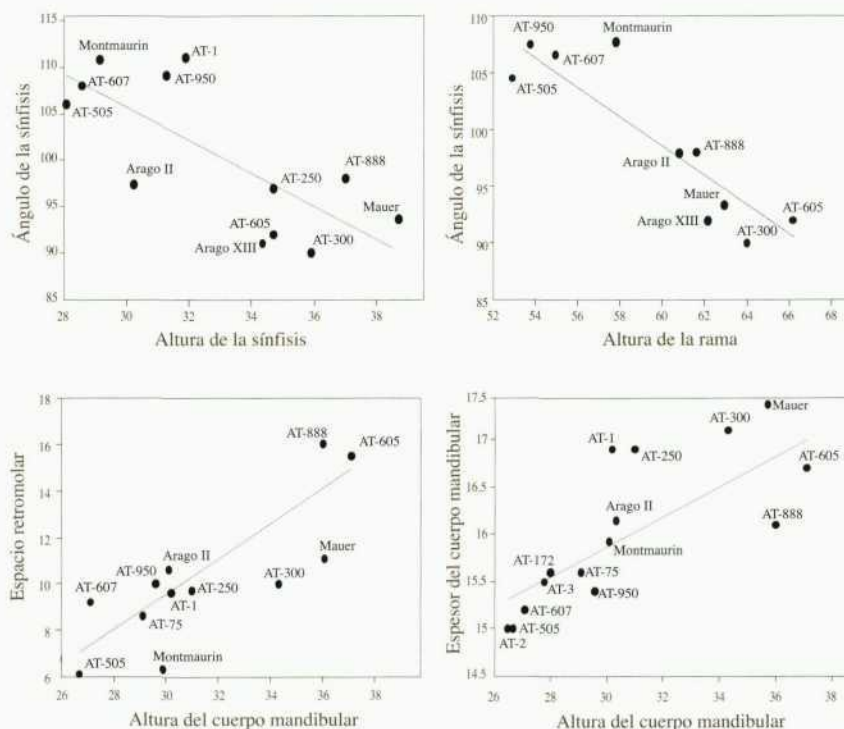 115
110
105
100
95
90
85
Ángulo de la sínfisis
Montmaurin
AT-1
AT-607
AT-950
AT-505
Arago II
AT-250
AT-888
Mauer
AT-605
Arago XIII
AT-300
28 30 32 34 36 38
Altura de la sínfisis
110
105
100
95
90
85
Ángulo de la sínfisis
AT-950
Montmaurin
AT-607
AT-505
AT-888
Arago II
Mauer
AT-605
Arago XIII
AT-300
52 54 56 58 60 62 64 66 68
Altura de la rama
18
16
14
12
10
8
6
Espacio retromolar
AT-888
AT-605
Arago II
Mauer
AT-950
AT-607
AT-250
AT-300
AT-1
AT-75
AT-505
Montmaurin
26 28 30 32 34 36 38
Altura del cuerpo mandibular
17.5
17
16.5
16
15.5
15
14.5
Espesor del cuerpo mandibular
Mauer
AT-300
AT-1
AT-250
AT-605
Arago II
AT-888
Montmaurin
AT-172
AT-75
AT-3
AT-950
AT-607
AT-505
AT-2
26 28 30 32 34 36 38
Altura del cuerpo mandibular